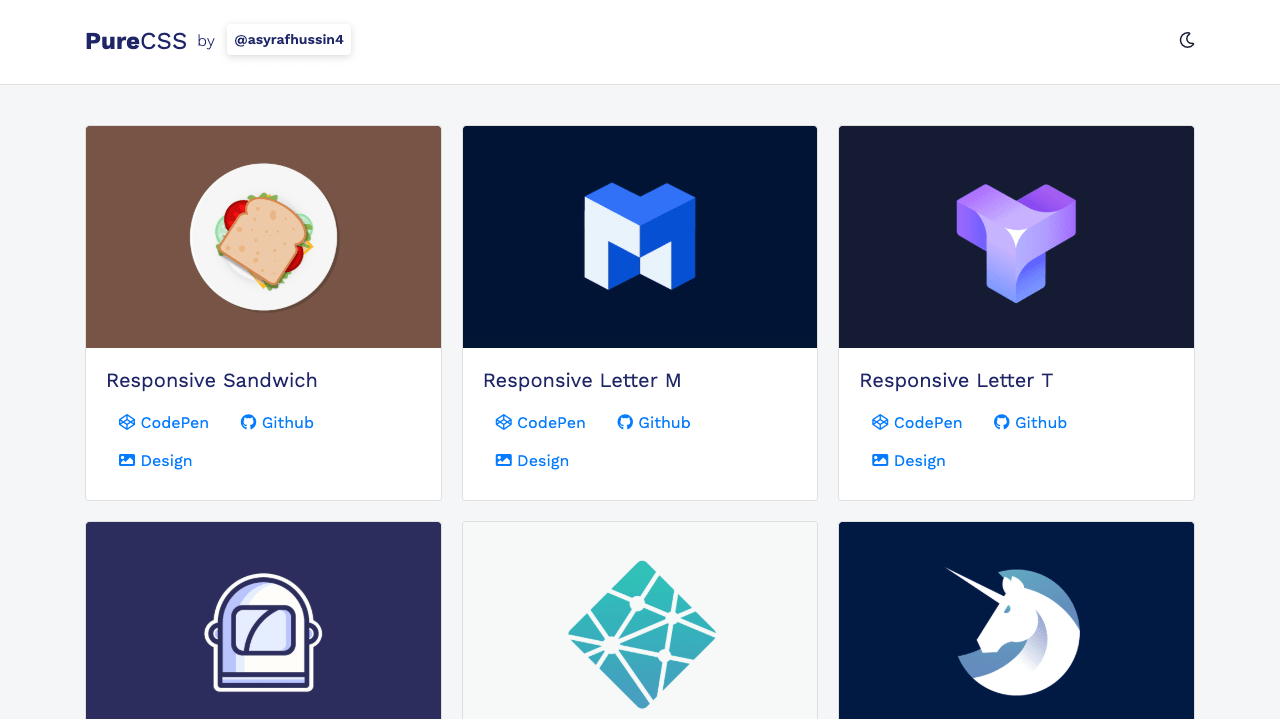 PureCSS by @asyrafhussin4
Responsive Sandwich
CodePen Github
Design
Responsive Letter M
CodePen Github
Design
Responsive Letter T
CodePen Github
Design